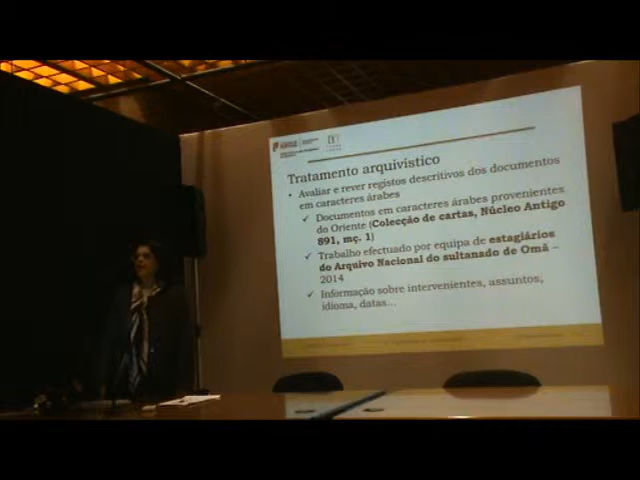 Tratamento arquivístico
• Avaliar e rever registos descritivos dos documentos
em caracteres árabes
✓ Documentos em caracteres árabes provenientes
do Oriente (Colecção de cartas, Núcleo Antigo
891, mç. 1)
✓ Trabalho efectuado por equipa de estagiários
do Arquivo Nacional do sultanado de Omã –
2014
✓ Informação sobre intervenientes, assuntos,
idioma, datas...